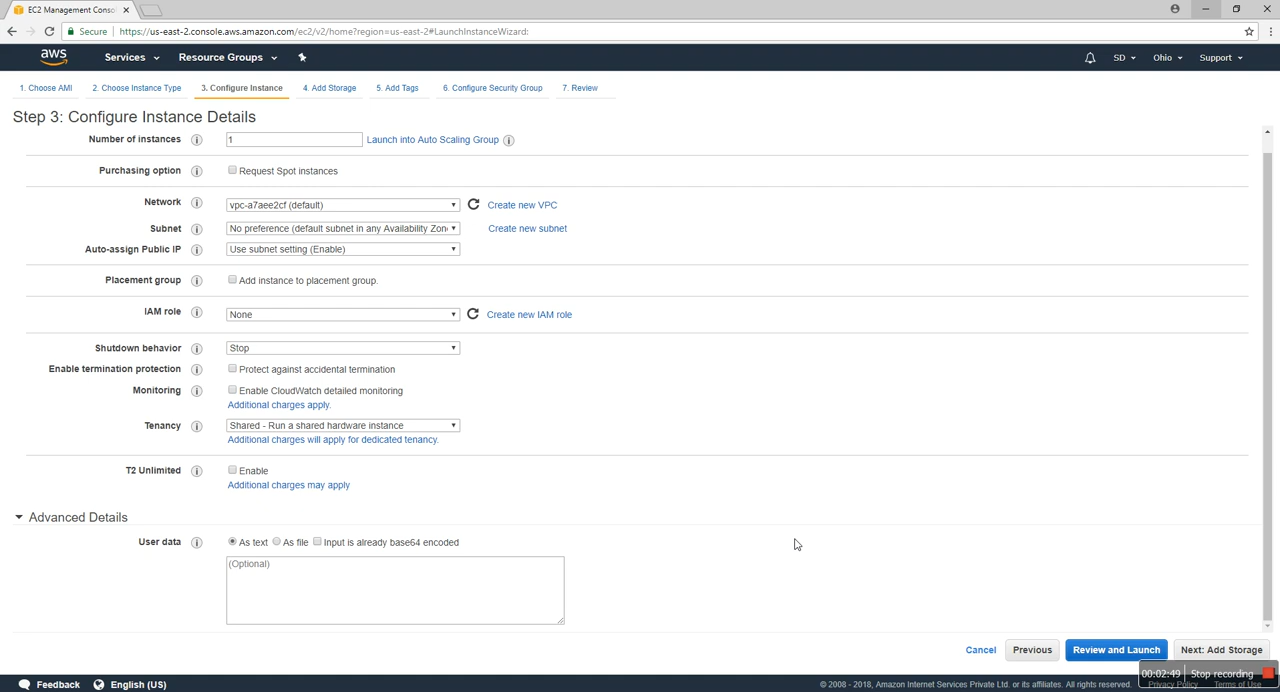 EC2 Management Conso
Secure https://us-east-2.console.aws.amazon.com/ec2/v2/home?region=us-east-2#LaunchInstanceWizard:
aws Services Resource Groups SD Ohio Support
1. Choose AMI 2. Choose Instance Type 3. Configure Instance 4. Add Storage 5. Add Tags 6. Configure Security Group 7. Review
Step 3: Configure Instance Details
Number of instances 1 Launch into Auto Scaling Group
Purchasing option Request Spot instances
Network vpc-a7aee2cf (default) Create new VPC
Subnet No preference (default subnet in any Availability Zon Create new subnet
Auto-assign Public IP Use subnet setting (Enable)
Placement group Add instance to placement group.
IAM role None Create new IAM role
Shutdown behavior Stop
Enable termination protection Protect against accidental termination
Monitoring Enable CloudWatch detailed monitoring
Additional charges apply.
Tenancy Shared - Run a shared hardware instance
Additional charges will apply for dedicated tenancy.
T2 Unlimited Enable
Additional charges may apply
Advanced Details
User data As text As file Input is already base64 encoded
(Optional)
Cancel Previous Review and Launch Next: Add Storage
00:02:49 Stop recording
Feedback English (US) © 2008 - 2018, Amazon Internet Services Private Ltd. or its affiliates. All rights reserved. Privacy Policy Terms of Use